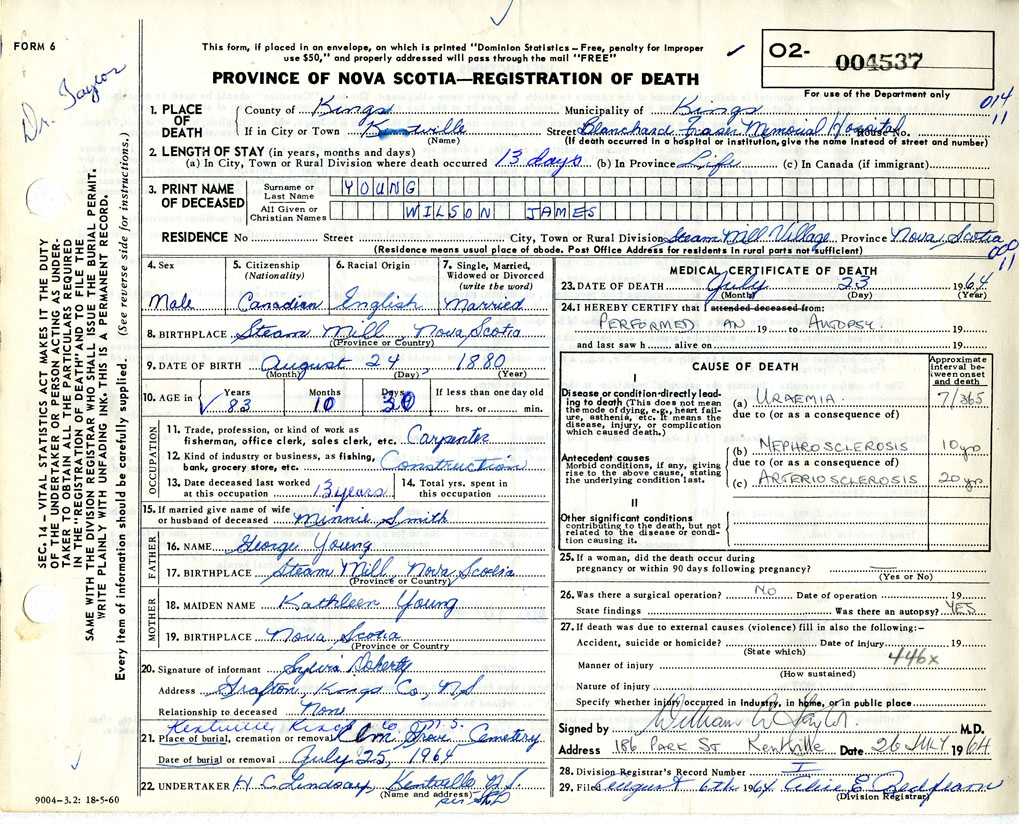 FORM 6
Dr. Taylor
This form, if placed in an envelope, on which is printed "Dominion Statistics – Free, penalty for improper
use $50," and properly addressed will pass through the mail "FREE"
PROVINCE OF NOVA SCOTIA—REGISTRATION OF DEATH
O2- 004537
For use of the Department only
014
11
1. PLACE OF DEATH County of Kings Municipality of Kings
If in City or Town Kentville Street Blanchard Fraser Memorial Hospital House No.
(Name) (If death occurred in a hospital or institution, give the name instead of street and number)
2. LENGTH OF STAY (in years, months and days)
(a) In City, Town or Rural Division where death occurred 13 days (b) In Province Life (c) In Canada (if immigrant)
3. PRINT NAME OF DECEASED
Surname or Last Name YOUNG
All Given or Christian Names WILSON JAMES
RESIDENCE No Street City, Town or Rural Division Steam Mill Village Province Nova Scotia
(Residence means usual place of abode. Post Office Address for residents in rural parts not sufficient)
00
11
4. Sex Male
5. Citizenship (Nationality) Canadian
6. Racial Origin English
7. Single, Married, Widowed or Divorced (write the word) Married
8. BIRTHPLACE Steam Mill Nova Scotia
(Province or Country)
9. DATE OF BIRTH August 24, 1880
(Month) (Day) (Year)
10. AGE in Years 83 Months 10 Days 30 If less than one day old hrs. or min.
OCCUPATION
11. Trade, profession, or kind of work as
fisherman, office clerk, sales clerk, etc. Carpenter
12. Kind of industry or business, as fishing,
bank, grocery store, etc. Construction
13. Date deceased last worked
at this occupation 13 years
14. Total yrs. spent in
this occupation
15. If married give name of wife
or husband of deceased Minnie Smith
FATHER
16. NAME George Young
17. BIRTHPLACE Steam Mill, Nova Scotia
(Province or Country)
MOTHER
18. MAIDEN NAME Kathleen Young
19. BIRTHPLACE Nova Scotia
(Province or Country)
20. Signature of informant Sylvia Doherty
Address Grafton, Kings Co, N.S.
Relationship to deceased None
Kentville Kings Co N.S.
21. Place of burial, cremation or removal Elm Grove Cemetery
Date of burial or removal July 25, 1964
22. UNDERTAKER H. C. Lindsay, Kentville N.S.
(Name and address)
9004–3.2: 18-5-60
MEDICAL CERTIFICATE OF DEATH
23. DATE OF DEATH July 23 1964
(Month) (Day) (Year)
24. I HEREBY CERTIFY that I attended deceased from:
PERFORMED AN 19 to AUTOPSY. 19
and last saw h alive on 19
CAUSE OF DEATH
Approximate interval between onset and death
I
Disease or condition directly leading to death (This does not mean the mode of dying, e.g., heart failure, asthenia, etc. It means the disease, injury, or complication which caused death.)
(a) URAEMIA 7/365
due to (or as a consequence of)
Antecedent causes
Morbid conditions, if any, giving rise to the above cause, stating the underlying condition last.
(b) NEPHROSCLEROSIS 10 yrs
due to (or as a consequence of)
(c) ARTERIOSCLEROSIS 20 yrs
II
Other significant conditions contributing to the death, but not related to the disease or condition causing it.
25. If a woman, did the death occur during
pregnancy or within 90 days following pregnancy?
(Yes or No)
26. Was there a surgical operation? NO Date of operation 19
State findings Was there an autopsy? YES
27. If death was due to external causes (violence) fill in also the following:–
Accident, suicide or homicide? Date of injury 19
(State which) 446x
Manner of injury
(How sustained)
Nature of injury
Specify whether injury occurred in industry, in home, or in public place
Signed by William A Taylor M.D.
Address 186 PARK ST Kentville Date 26 JULY 1964
28. Division Registrar's Record Number I
29. Filed August 6th 1964 Alice E.
(Division Registrar)
SEC. 14 – VITAL STATISTICS ACT MAKES IT THE DUTY
OF THE UNDERTAKER OR PERSON ACTING AS UNDER-
TAKER TO OBTAIN ALL THE PARTICULARS REQUIRED
IN THE "REGISTRATION OF DEATH" AND TO FILE THE
SAME WITH THE DIVISION REGISTRAR WHO SHALL ISSUE THE BURIAL PERMIT.
WRITE PLAINLY WITH UNFADING INK. THIS IS A PERMANENT RECORD.
Every item of information should be carefully supplied. (See reverse side for instructions.)